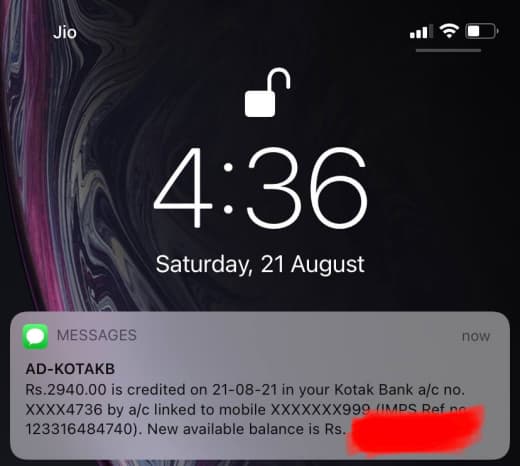 Jio
4:36
Saturday, 21 August
MESSAGES now
AD-KOTAKB
Rs.2940.00 is credited on 21-08-21 in your Kotak Bank a/c no.
XXXX4736 by a/c linked to mobile XXXXXXX999 (IMPS Ref no
123316484740). New available balance is Rs.